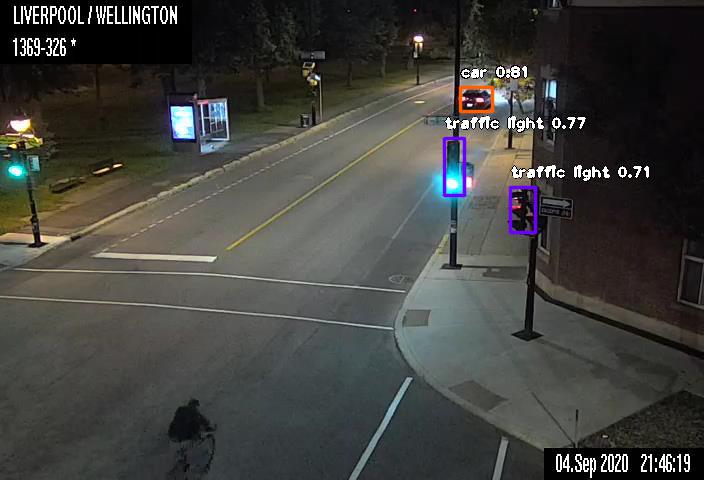 LIVERPOOL / WELLINGTON
1369-326 *
car 0.81
traffic light 0.77
traffic light 0.71
04.Sep 2020 21:46:19